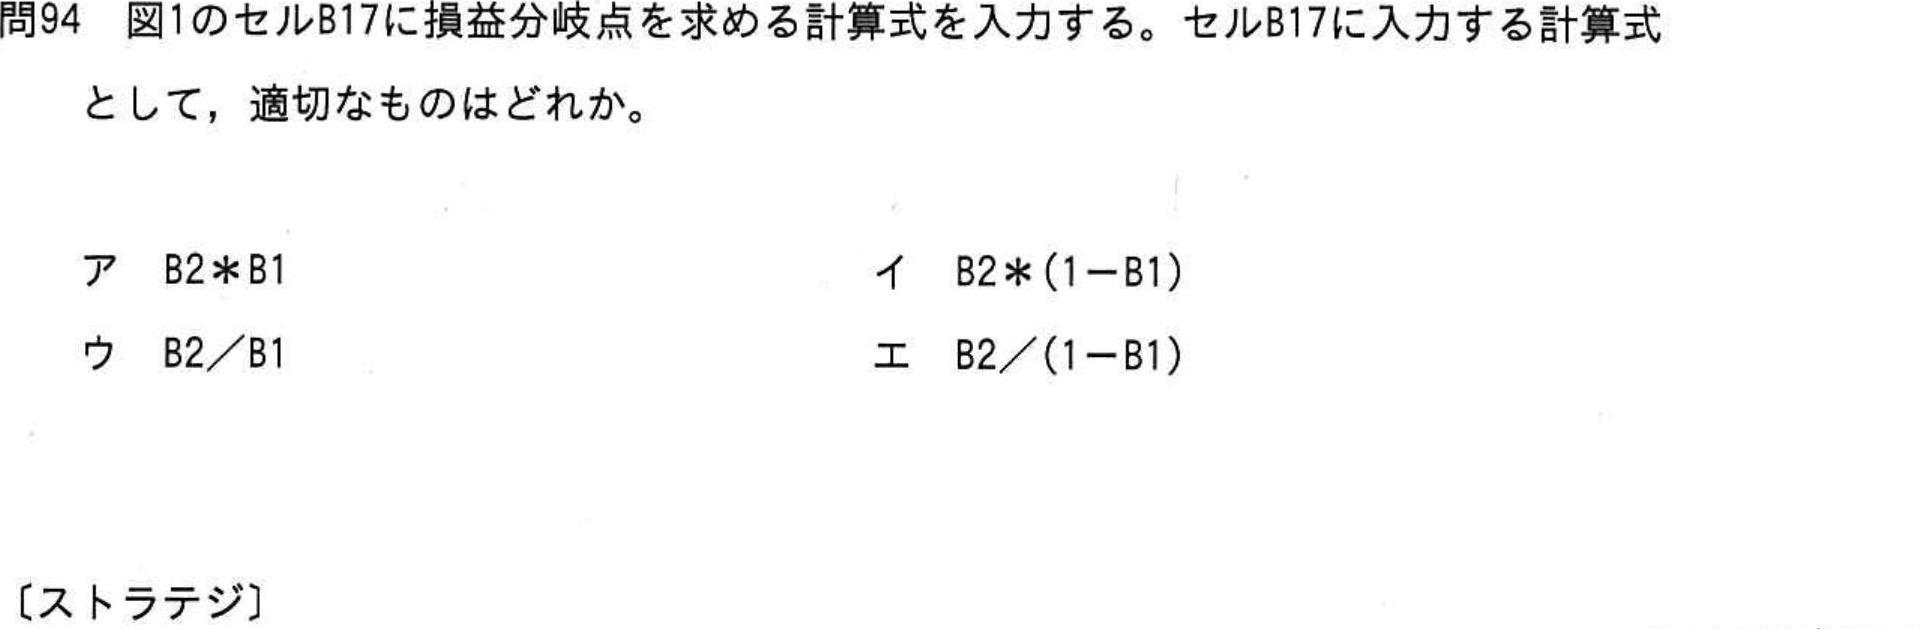 問94　図1のセルB17に損益分岐点を求める計算式を入力する。セルB17に入力する計算式
として，適切なものはどれか。
ア　B2＊B1　イ　B2＊(1－B1)
ウ　B2／B1　エ　B2／(1－B1)
〔ストラテジ〕